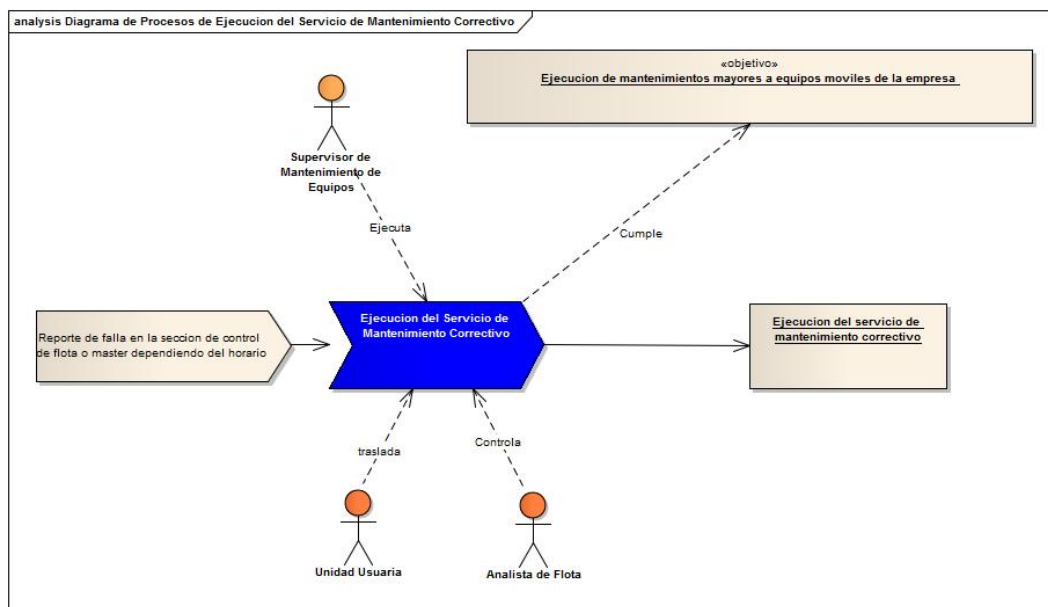 analysis Diagrama de Procesos de Ejecucion del Servicio de Mantenimiento Correctivo
«objetivo»
Ejecucion de mantenimientos mayores a equipos moviles de la empresa
Supervisor de
Mantenimiento de
Equipos
Ejecuta
Cumple
Ejecucion del Servicio de
Mantenimiento Correctivo
Reporte de falla en la seccion de control
de flota o master dependiendo del horario
Ejecucion del servicio de
mantenimiento correctivo
traslada
Controla
Unidad Usuaria
Analista de Flota